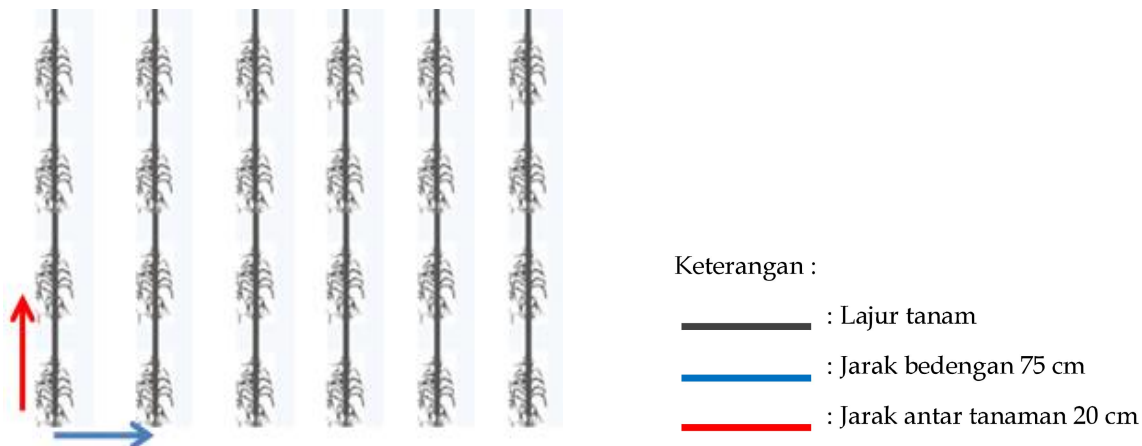 Keterangan :
: Lajur tanam
: Jarak bedengan 75 cm
: Jarak antar tanaman 20 cm